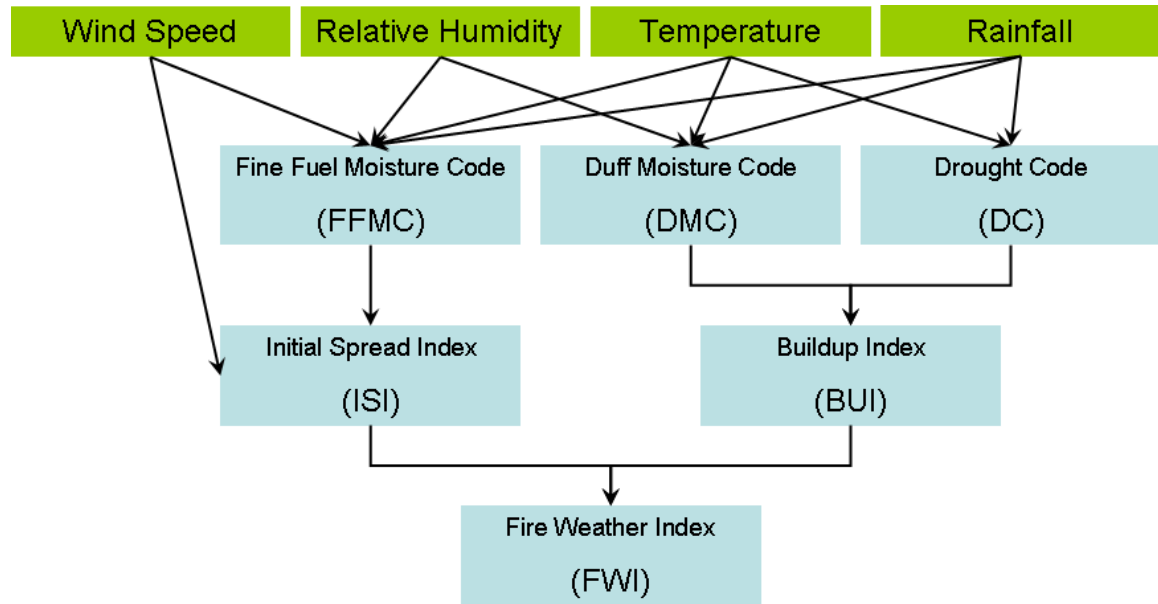 Wind Speed
Relative Humidity
Temperature
Rainfall
Fine Fuel Moisture Code
(FFMC)
Duff Moisture Code
(DMC)
Drought Code
(DC)
Initial Spread Index
(ISI)
Buildup Index
(BUI)
Fire Weather Index
(FWI)